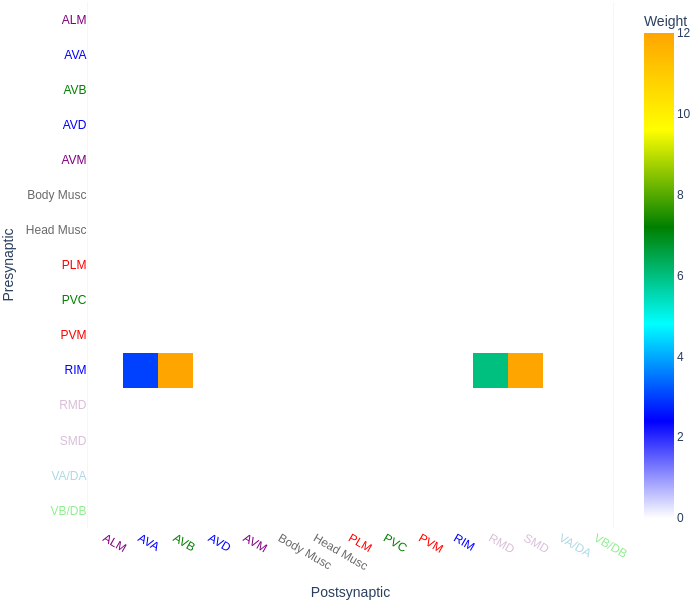 Weight
12
10
8
6
4
2
0
Presynaptic
ALM
AVA
AVB
AVD
AVM
Body Musc
Head Musc
PLM
PVC
PVM
RIM
RMD
SMD
VA/DA
VB/DB
ALM
AVA
AVB
AVD
AVM
Body Musc
Head Musc
PLM
PVC
PVM
RIM
RMD
SMD
VA/DA
VB/DB
Postsynaptic